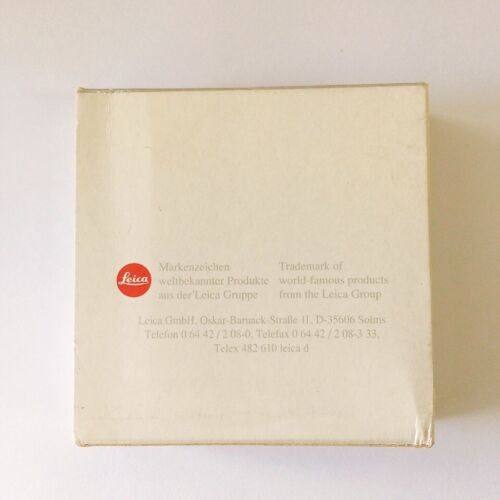 Leica
Markenzeichen
weltbekannter Produkte
aus der Leica Gruppe
Trademark of
world-famous products
from the Leica Group
Leica GmbH, Oskar-Barnack-Straße 11, D-35606 Solms
Telefon 0 64 42 / 2 08-0, Telefax 0 64 42 / 2 08-3 33,
Telex 482 610 leica d